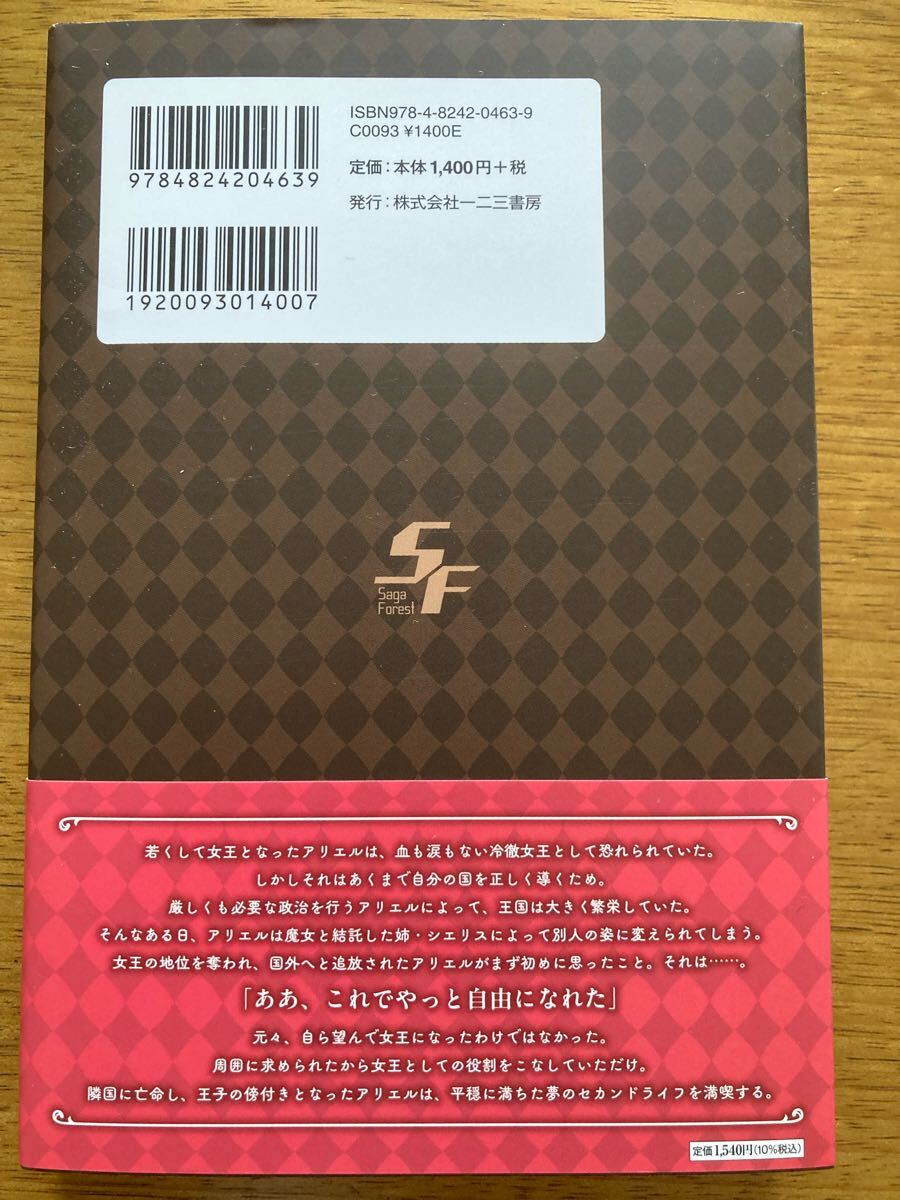 ISBN978-4-8242-0463-9
C0093 ¥1400E
定価：本体1,400円＋税
発行：株式会社一二三書房
9784824204639
1920093014007
SF
Saga
Forest
若くして女王となったアリエルは、血も涙もない冷徹女王として恐れられていた。
しかしそれはあくまで自分の国を正しく導くため。
厳しくも必要な政治を行うアリエルによって、王国は大きく繁栄していた。
そんなある日、アリエルは魔女と結託した姉・シエリスによって別人の姿に変えられてしまう。
女王の地位を奪われ、国外へと追放されたアリエルがまず初めに思ったこと。それは……。
「ああ、これでやっと自由になれた」
元々、自ら望んで女王になったわけではなかった。
周囲に求められたから女王としての役割をこなしていただけ。
隣国に亡命し、王子の傍付きとなったアリエルは、平穏に満ちた夢のセカンドライフを満喫する。
定価1,540円（10％税込）